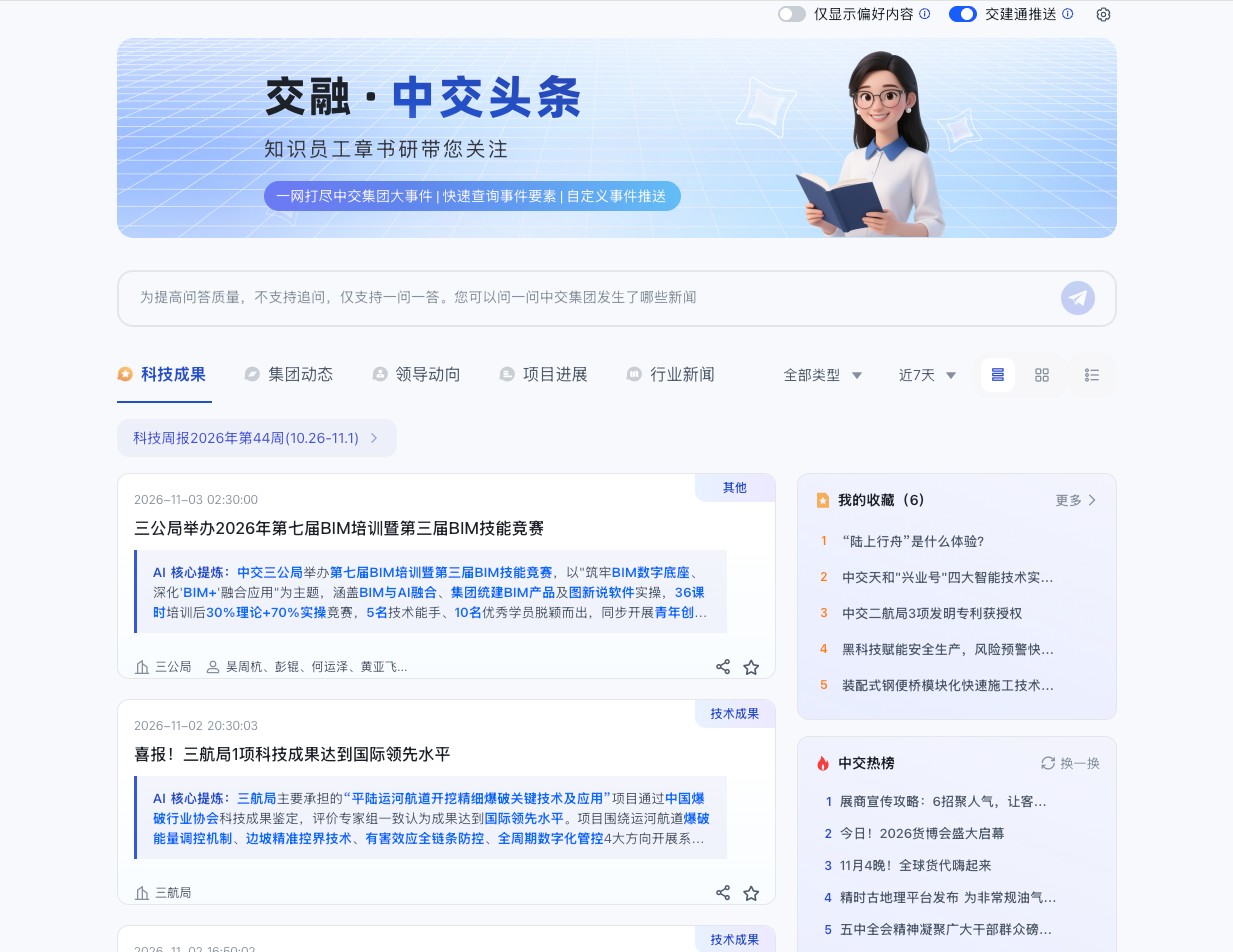 仅显示偏好内容 交建通推送
交融 · 中交头条
知识员工章书研带您关注
一网打尽中交集团大事件 | 快速查询事件要素 | 自定义事件推送
为提高问答质量，不支持追问，仅支持一问一答。您可以问一问中交集团发生了哪些新闻
科技成果 集团动态 领导动向 项目进展 行业新闻 全部类型 近7天
科技周报2026年第44周(10.26-11.1)
其他
2026-11-03 02:30:00
三公局举办2026年第七届BIM培训暨第三届BIM技能竞赛
AI 核心提炼：中交三公局举办第七届BIM培训暨第三届BIM技能竞赛，以"筑牢BIM数字底座、
深化'BIM+'融合应用"为主题，涵盖BIM与AI融合、集团统建BIM产品及图新说软件实操，36课
时培训后30%理论+70%实操竞赛，5名技术能手、10名优秀学员脱颖而出，同步开展青年创...
三公局 吴周杭、彭锟、何运泽、黄亚飞...
技术成果
2026-11-02 20:30:03
喜报！三航局1项科技成果达到国际领先水平
AI 核心提炼：三航局主要承担的“平陆运河航道开挖精细爆破关键技术及应用”项目通过中国爆
破行业协会科技成果鉴定，评价专家组一致认为成果达到国际领先水平。项目围绕运河航道爆破
能量调控机制、边坡精准控界技术、有害效应全链条防控、全周期数字化管控4大方向开展系...
三航局
技术成果
2026-11-02 16:50:02
我的收藏（6） 更多
1 “陆上行舟”是什么体验?
2 中交天和"兴业号"四大智能技术实...
3 中交二航局3项发明专利获授权
4 黑科技赋能安全生产，风险预警快...
5 装配式钢便桥模块化快速施工技术...
中交热榜 换一换
1 展商宣传攻略：6招聚人气，让客...
2 今日！2026货博会盛大启幕
3 11月4晚！全球货代嗨起来
4 精时古地理平台发布 为非常规油气...
5 五中全会精神凝聚广大干部群众磅...